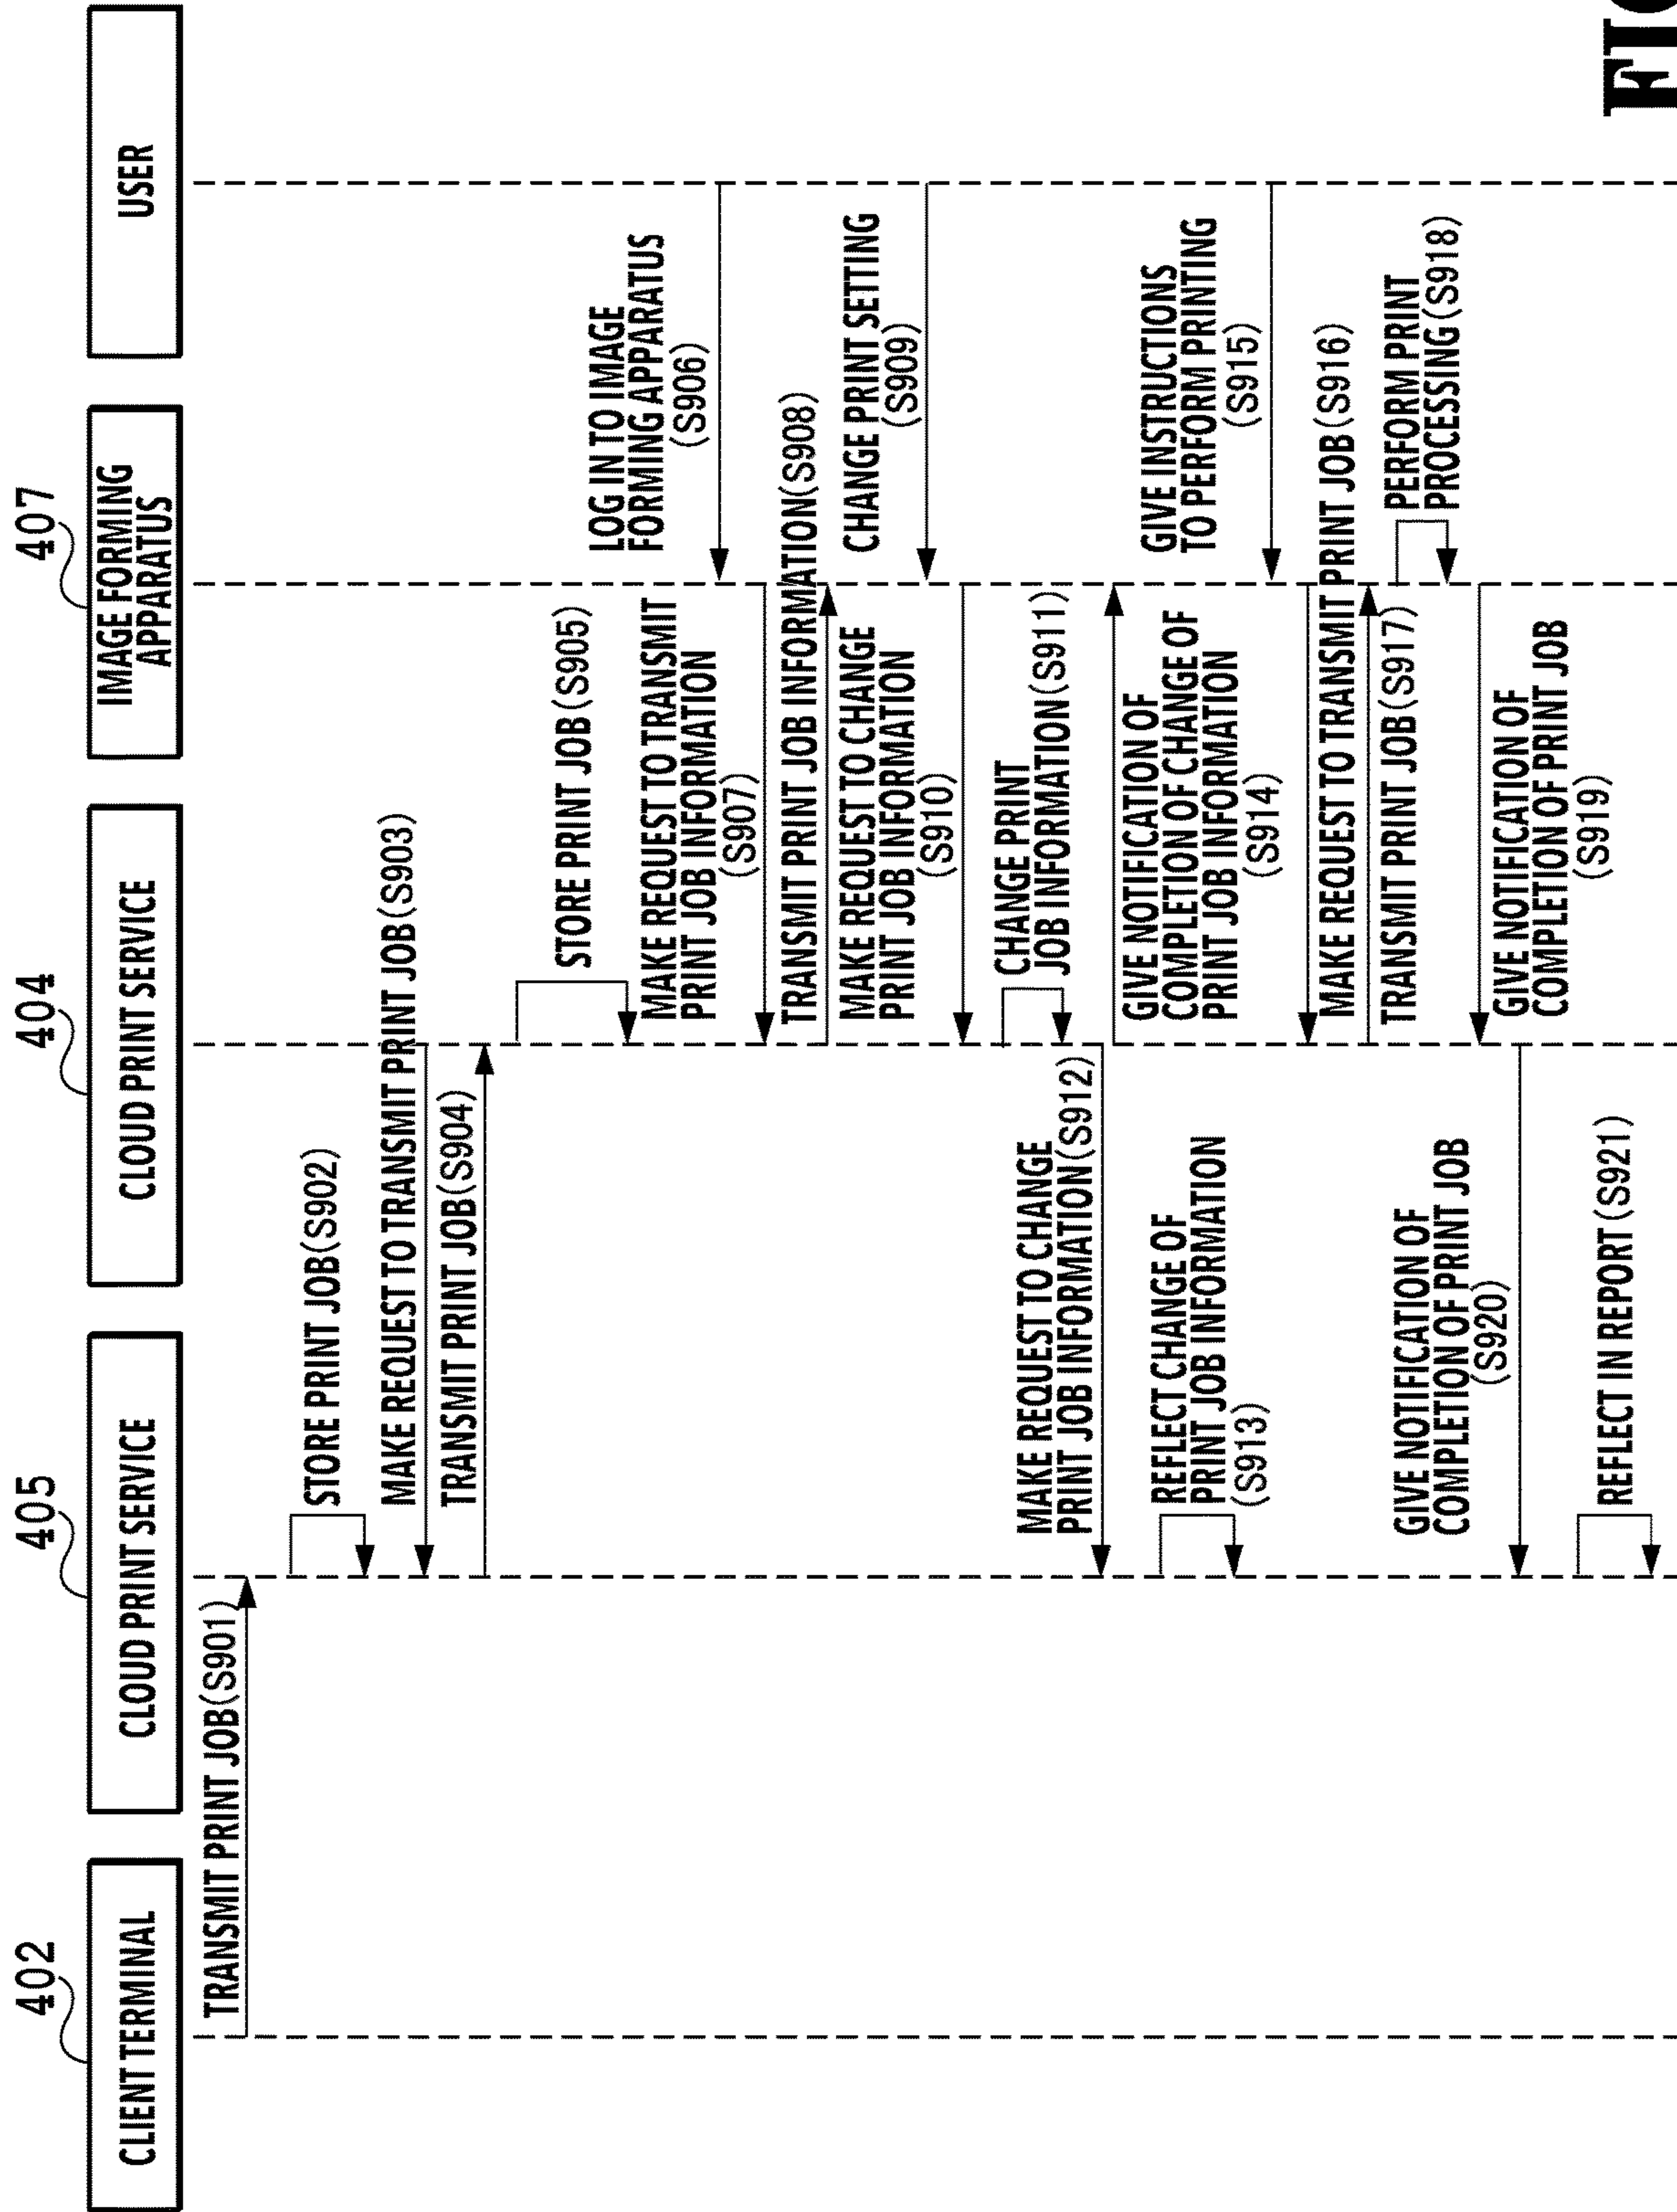 402
405
404
407
CLIENT TERMINAL
CLOUD PRINT SERVICE
CLOUD PRINT SERVICE
IMAGE FORMING
APPARATUS
USER
TRANSMIT PRINT JOB(S901)
STORE PRINT JOB(S902)
MAKE REQUEST TO TRANSMIT PRINT JOB(S903)
TRANSMIT PRINT JOB(S904)
STORE PRINT JOB(S905)
LOG IN TO IMAGE
FORMING APPARATUS
(S906)
MAKE REQUEST TO TRANSMIT
PRINT JOB INFORMATION
(S907)
TRANSMIT PRINT JOB INFORMATION(S908)
CHANGE PRINT SETTING
(S909)
MAKE REQUEST TO CHANGE
PRINT JOB INFORMATION
(S910)
CHANGE PRINT
JOB INFORMATION(S911)
MAKE REQUEST TO CHANGE
PRINT JOB INFORMATION(S912)
REFLECT CHANGE OF
PRINT JOB INFORMATION
(S913)
GIVE NOTIFICATION OF
COMPLETION OF CHANGE OF
PRINT JOB INFORMATION
(S914)
GIVE INSTRUCTIONS
TO PERFORM PRINTING
(S915)
MAKE REQUEST TO TRANSMIT PRINT JOB(S916)
TRANSMIT PRINT JOB(S917)
PERFORM PRINT
PROCESSING(S918)
GIVE NOTIFICATION OF
COMPLETION OF PRINT JOB
(S919)
GIVE NOTIFICATION OF
COMPLETION OF PRINT JOB
(S920)
REFLECT IN REPORT(S921)